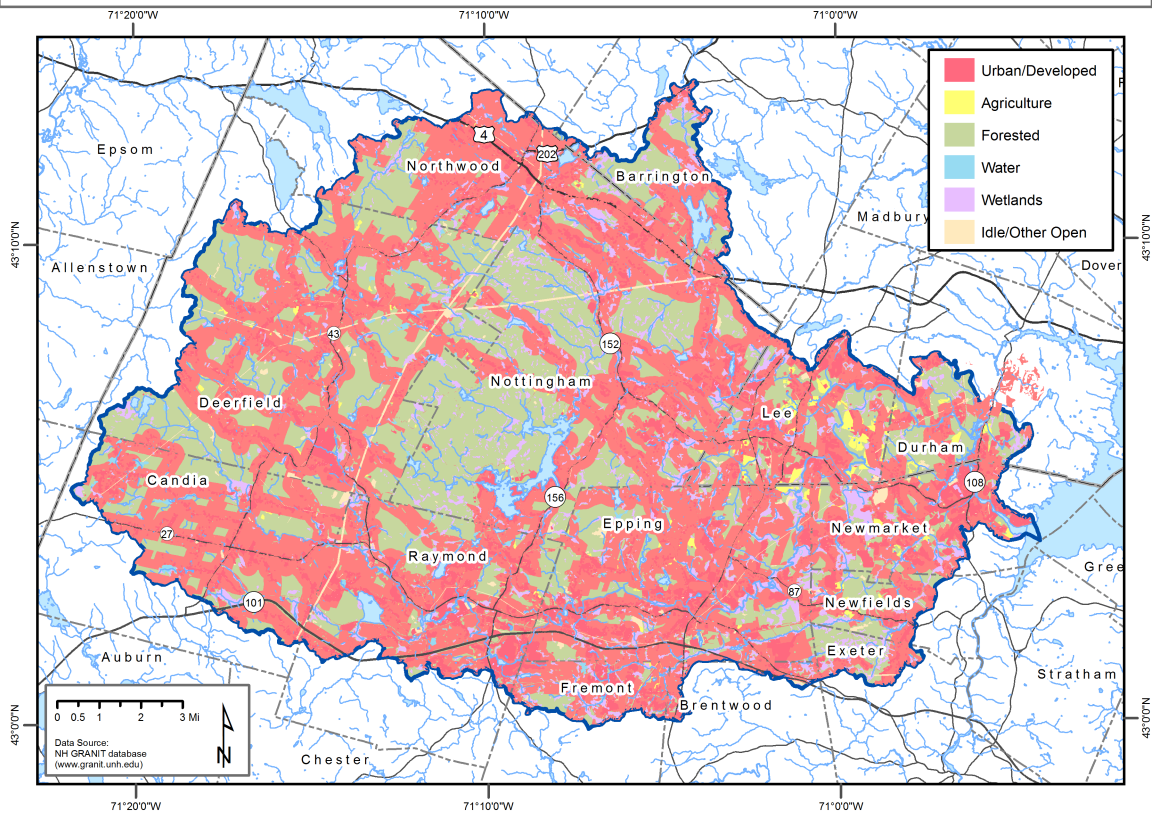 71°20'0"W
71°10'0"W
71°0'0"W
Urban/Developed
Agriculture
Forested
Water
Wetlands
Idle/Other Open
4
202
Epsom
Northwood
Barrington
Madbury
43°10'0"N
43°10'0"N
Allenstown
Dover
43
152
Nottingham
Deerfield
Lee
Durham
Candia
108
156
Epping
Newmarket
27
Raymond
Gree
87
101
Newfields
Exeter
Auburn
Stratham
Fremont
Brentwood
43°0'0"N
43°0'0"N
0 0.5 1 2 3 Mi
Data Source:
NH GRANIT database
(www.granit.unh.edu)
N
Chester
71°20'0"W
71°10'0"W
71°0'0"W